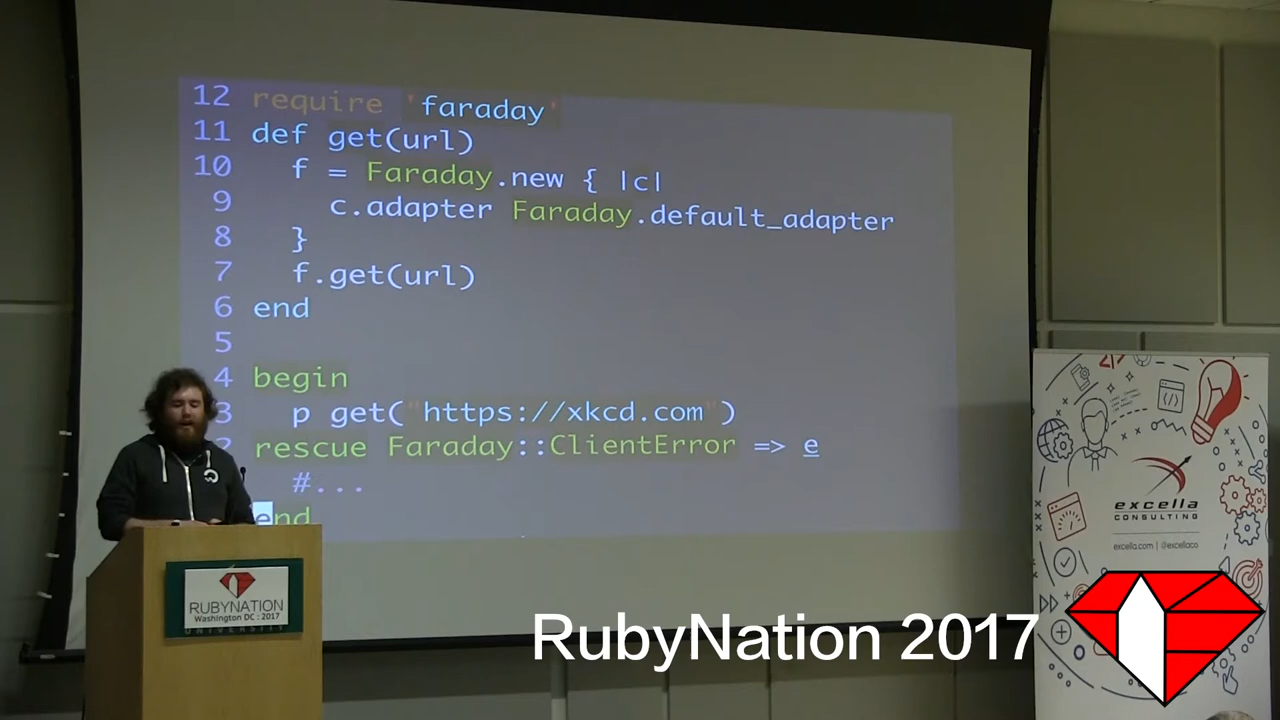 12 require 'faraday'
11 def get(url)
10 f = Faraday.new { |c|
9 c.adapter Faraday.default_adapter
8 }
7 f.get(url)
6 end
5
4 begin
3 p get("https://xkcd.com")
2 rescue Faraday::ClientError => e
#...
end
excella
CONSULTING
excella.com | @excellaco
RUBYNATION
Washington DC : 2017
UNIVERSITY
RubyNation 2017